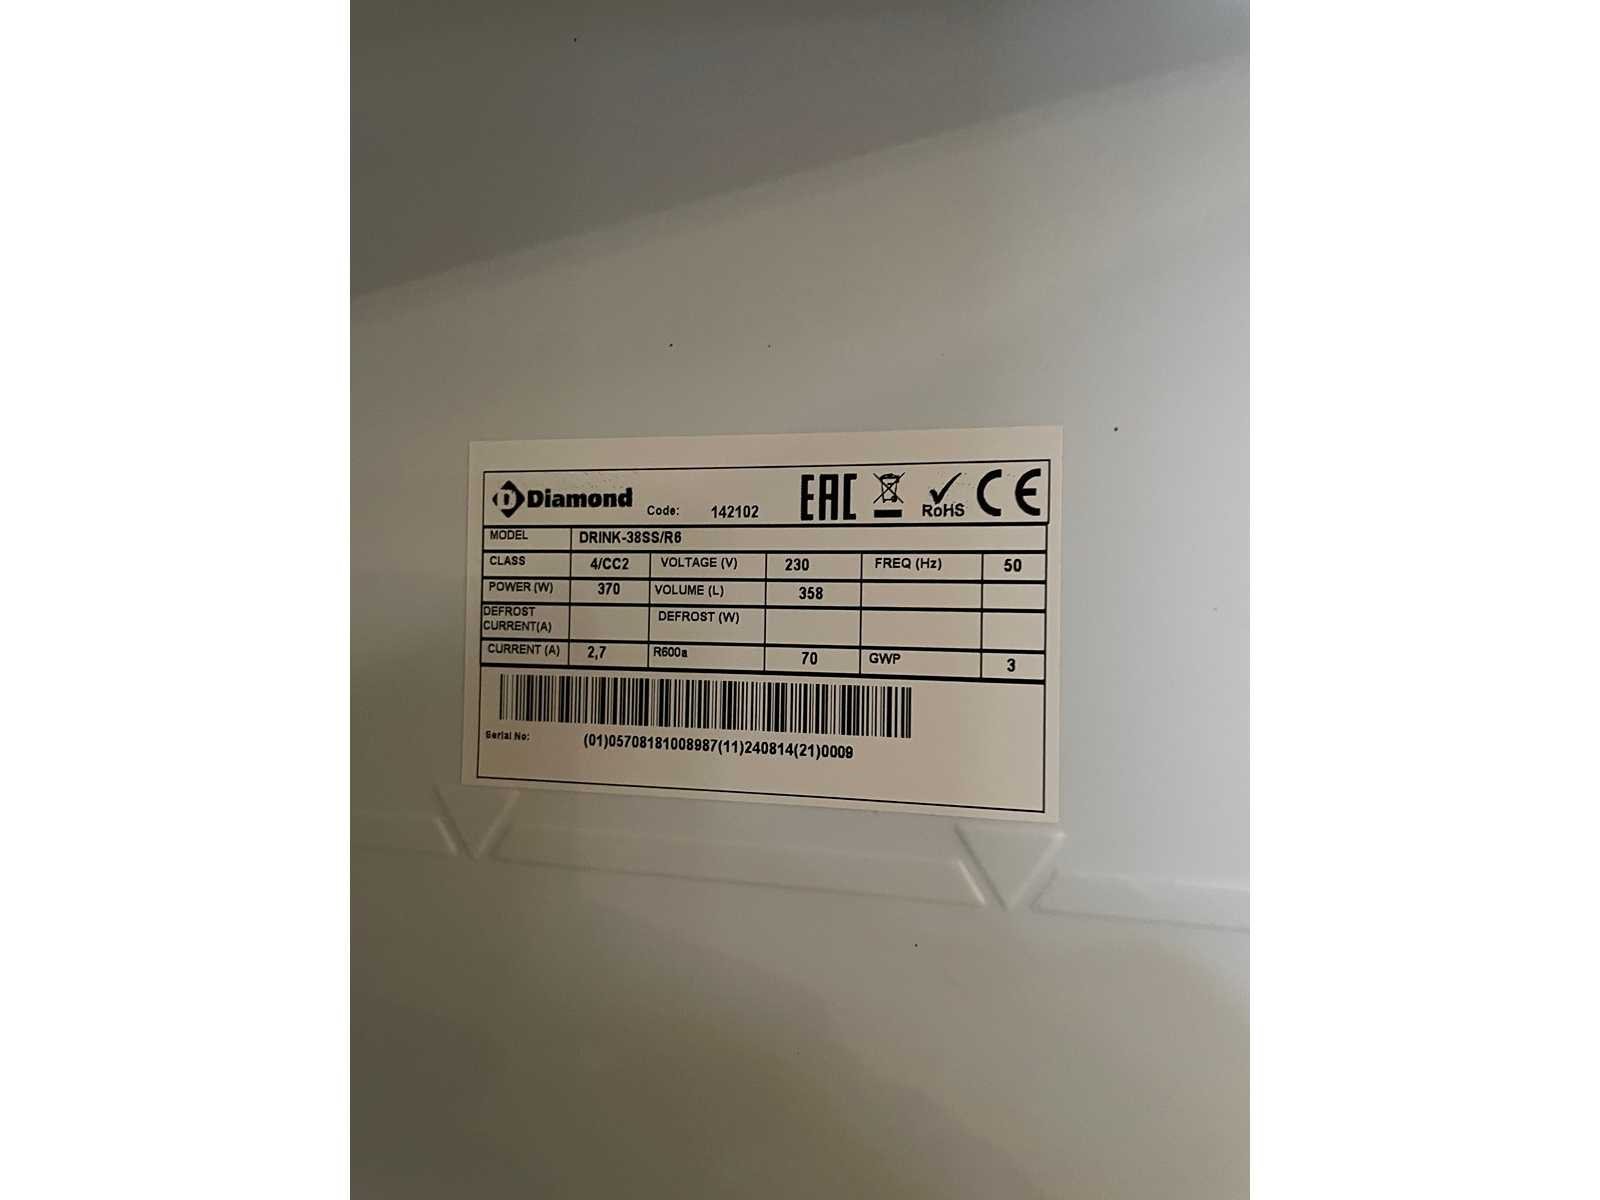 Diamond Code: 142102 EAC RoHS CE
MODEL DRINK-38SS/R6
CLASS 4/CC2 VOLTAGE (V) 230 FREQ (Hz) 50
POWER (W) 370 VOLUME (L) 358
DEFROST CURRENT(A) DEFROST (W)
CURRENT (A) 2,7 R600a 70 GWP 3
Serial No: (01)05708181008987(11)240814(21)0009